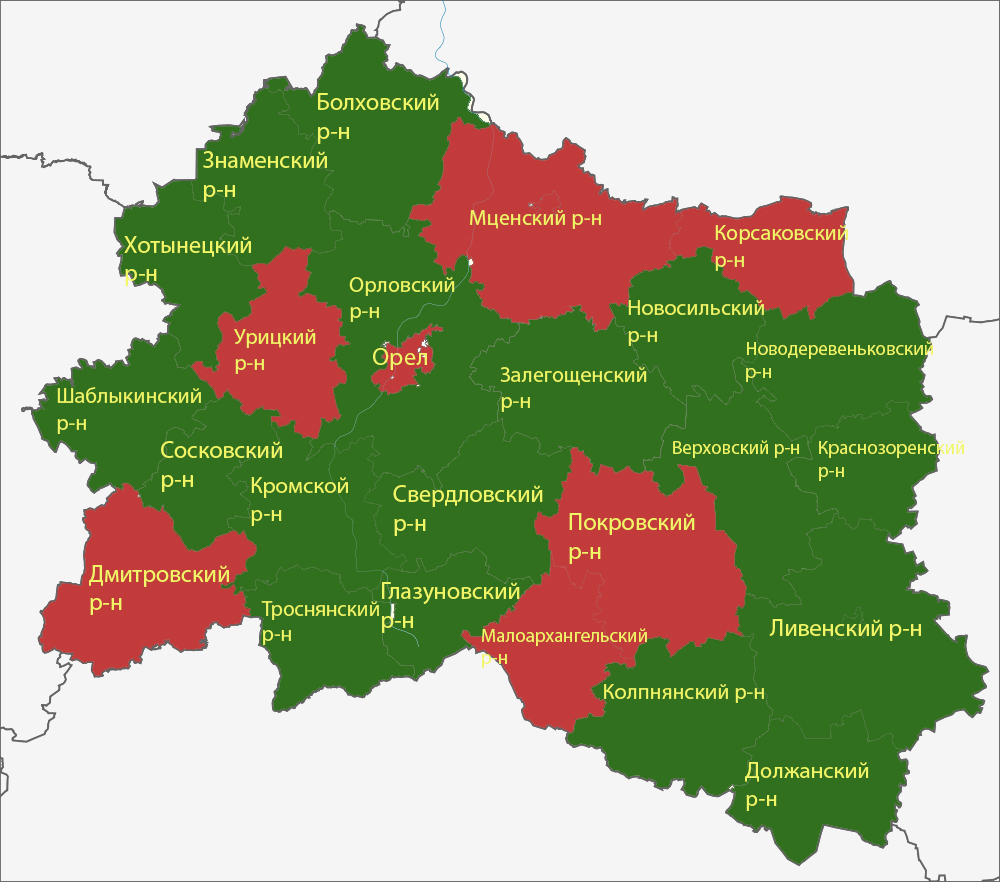 Болховский
р-н
Знаменский
р-н
Мценский р-н
Корсаковский
р-н
Хотынецкий
р-н
Орловский
р-н
Новосильский
р-н
Урицкий
р-н
Новодеревеньковский
р-н
Орел
Залегощенский
р-н
Шаблыкинский
р-н
Сосковский
р-н
Верховский р-н
Краснозоренский
р-н
Кромской
р-н
Свердловский
р-н
Покровский
р-н
Дмитровский
р-н
Троснянский
р-н
Глазуновский
р-н
Малоархангельский
р-н
Ливенский р-н
Колпнянский р-н
Должанский
р-н